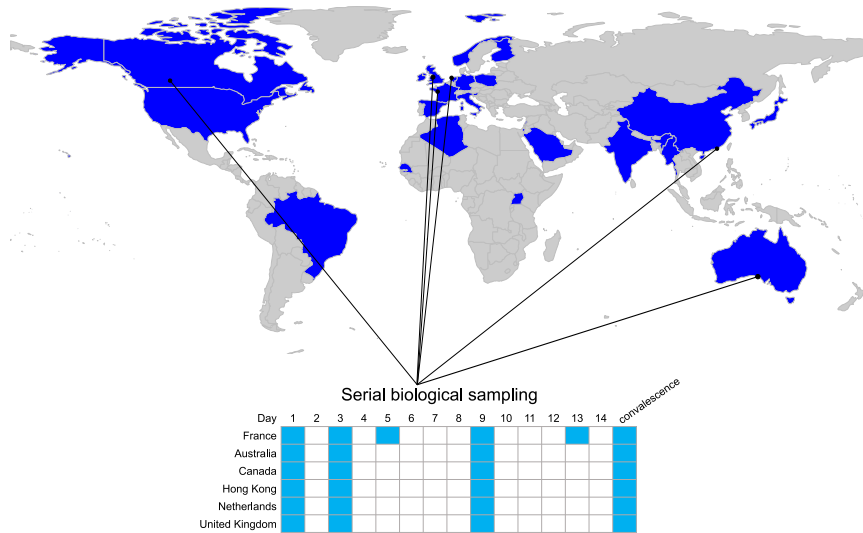 Serial biological sampling
Day 1 2 3 4 5 6 7 8 9 10 11 12 13 14 convalescence
France
Australia
Canada
Hong Kong
Netherlands
United Kingdom